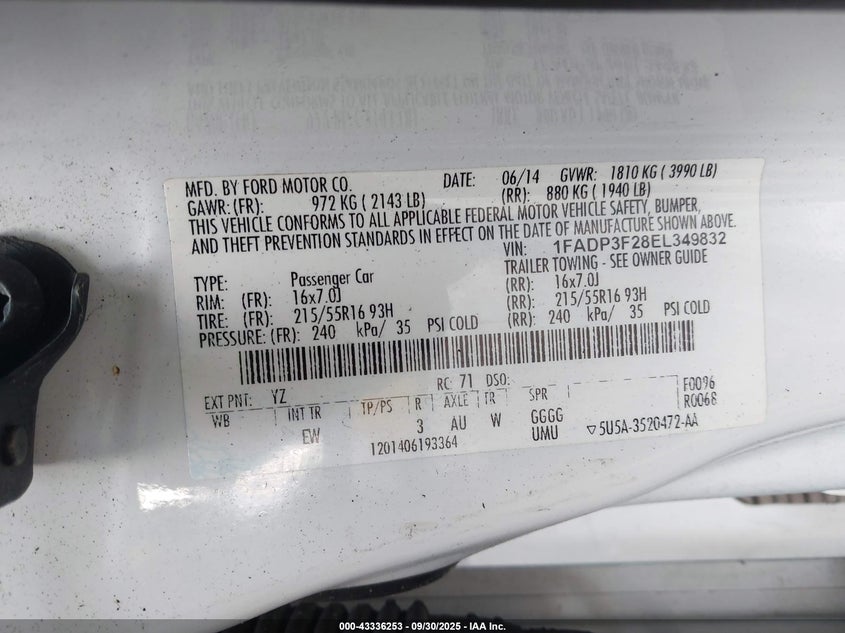 MFD. BY FORD MOTOR CO. DATE: 06/14 GVWR: 1810 KG ( 3990 LB)
GAWR: (FR): 972 KG ( 2143 LB) (RR): 880 KG ( 1940 LB)
THIS VEHICLE CONFORMS TO ALL APPLICABLE FEDERAL MOTOR VEHICLE SAFETY, BUMPER,
AND THEFT PREVENTION STANDARDS IN EFFECT ON THE DATE OF MANUFACTURE SHOWN ABOVE.
VIN: 1FADP3F28EL349832
TYPE: Passenger Car TRAILER TOWING - SEE OWNER GUIDE
RIM: (FR): 16x7.0J (RR): 16x7.0J
TIRE: (FR): 215/55R16 93H (RR): 215/55R16 93H
PRESSURE: (FR): 240 kPa/ 35 PSI COLD (RR): 240 kPa/ 35 PSI COLD
EXT PNT: YZ RC: 71 DSO: F0096
WB INT TR TP/PS R AXLE TR SPR R0068
EW 3 AU W GGGG
UMU
1201406193364 ▽5U5A-3520472-AA
000-43336253 - 09/30/2025 - IAA Inc.